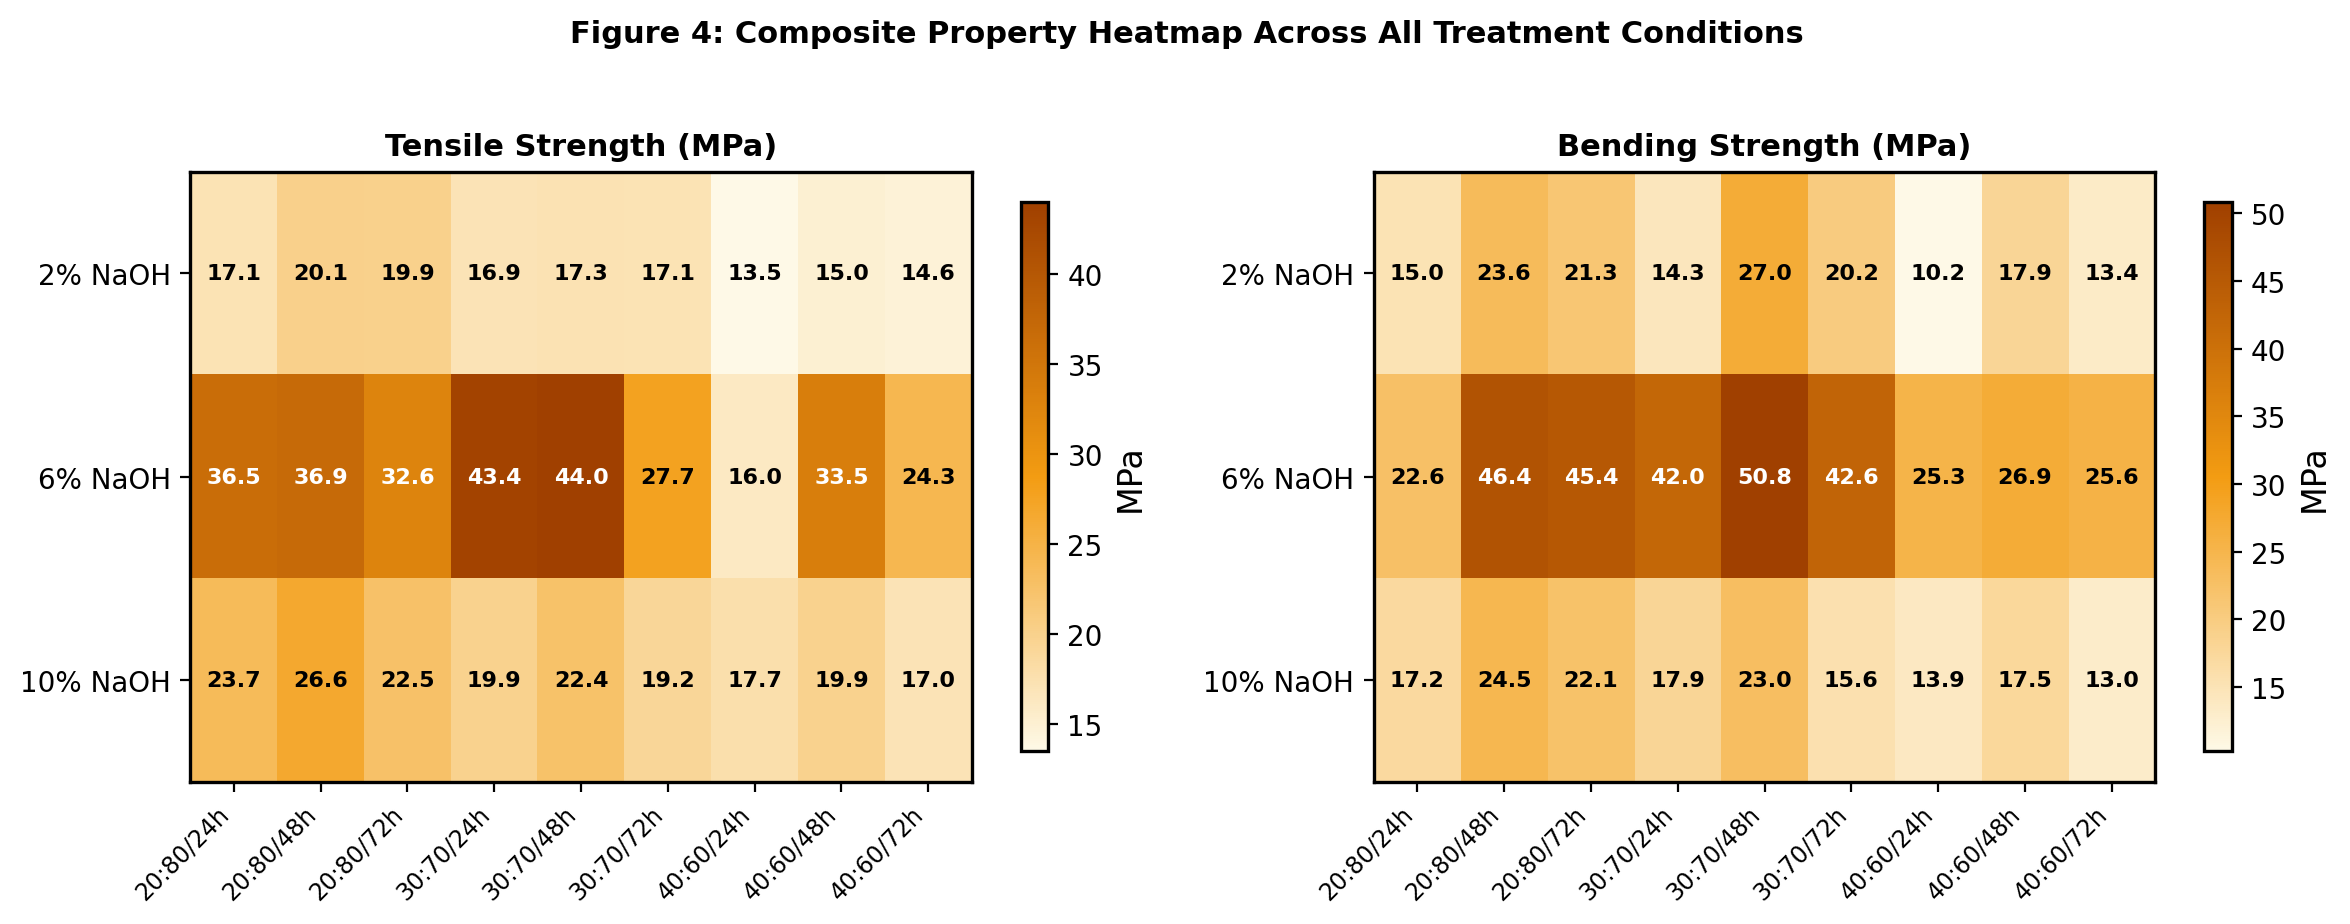 Figure 4: Composite Property Heatmap Across All Treatment Conditions
Tensile Strength (MPa)
2% NaOH 17.1 20.1 19.9 16.9 17.3 17.1 13.5 15.0 14.6
6% NaOH 36.5 36.9 32.6 43.4 44.0 27.7 16.0 33.5 24.3
10% NaOH 23.7 26.6 22.5 19.9 22.4 19.2 17.7 19.9 17.0
20:80/24h 20:80/48h 20:80/72h 30:70/24h 30:70/48h 30:70/72h 40:60/24h 40:60/48h 40:60/72h
40
35
30
25
20
15
MPa
Bending Strength (MPa)
2% NaOH 15.0 23.6 21.3 14.3 27.0 20.2 10.2 17.9 13.4
6% NaOH 22.6 46.4 45.4 42.0 50.8 42.6 25.3 26.9 25.6
10% NaOH 17.2 24.5 22.1 17.9 23.0 15.6 13.9 17.5 13.0
20:80/24h 20:80/48h 20:80/72h 30:70/24h 30:70/48h 30:70/72h 40:60/24h 40:60/48h 40:60/72h
50
45
40
35
30
25
20
15
MPa